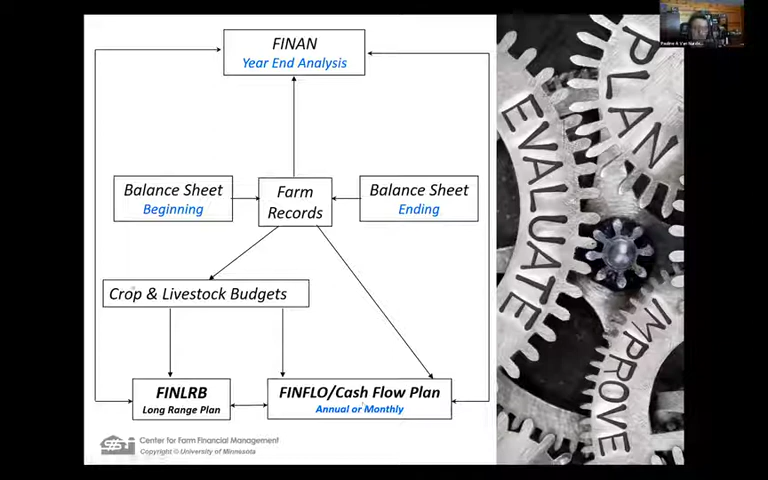 FINAN
Year End Analysis
Balance Sheet
Beginning
Farm
Records
Balance Sheet
Ending
Crop & Livestock Budgets
FINLRB
Long Range Plan
FINFLO/Cash Flow Plan
Annual or Monthly
Center for Farm Financial Management
Copyright © University of Minnesota
PLAN
EVALUATE
IMPROVE